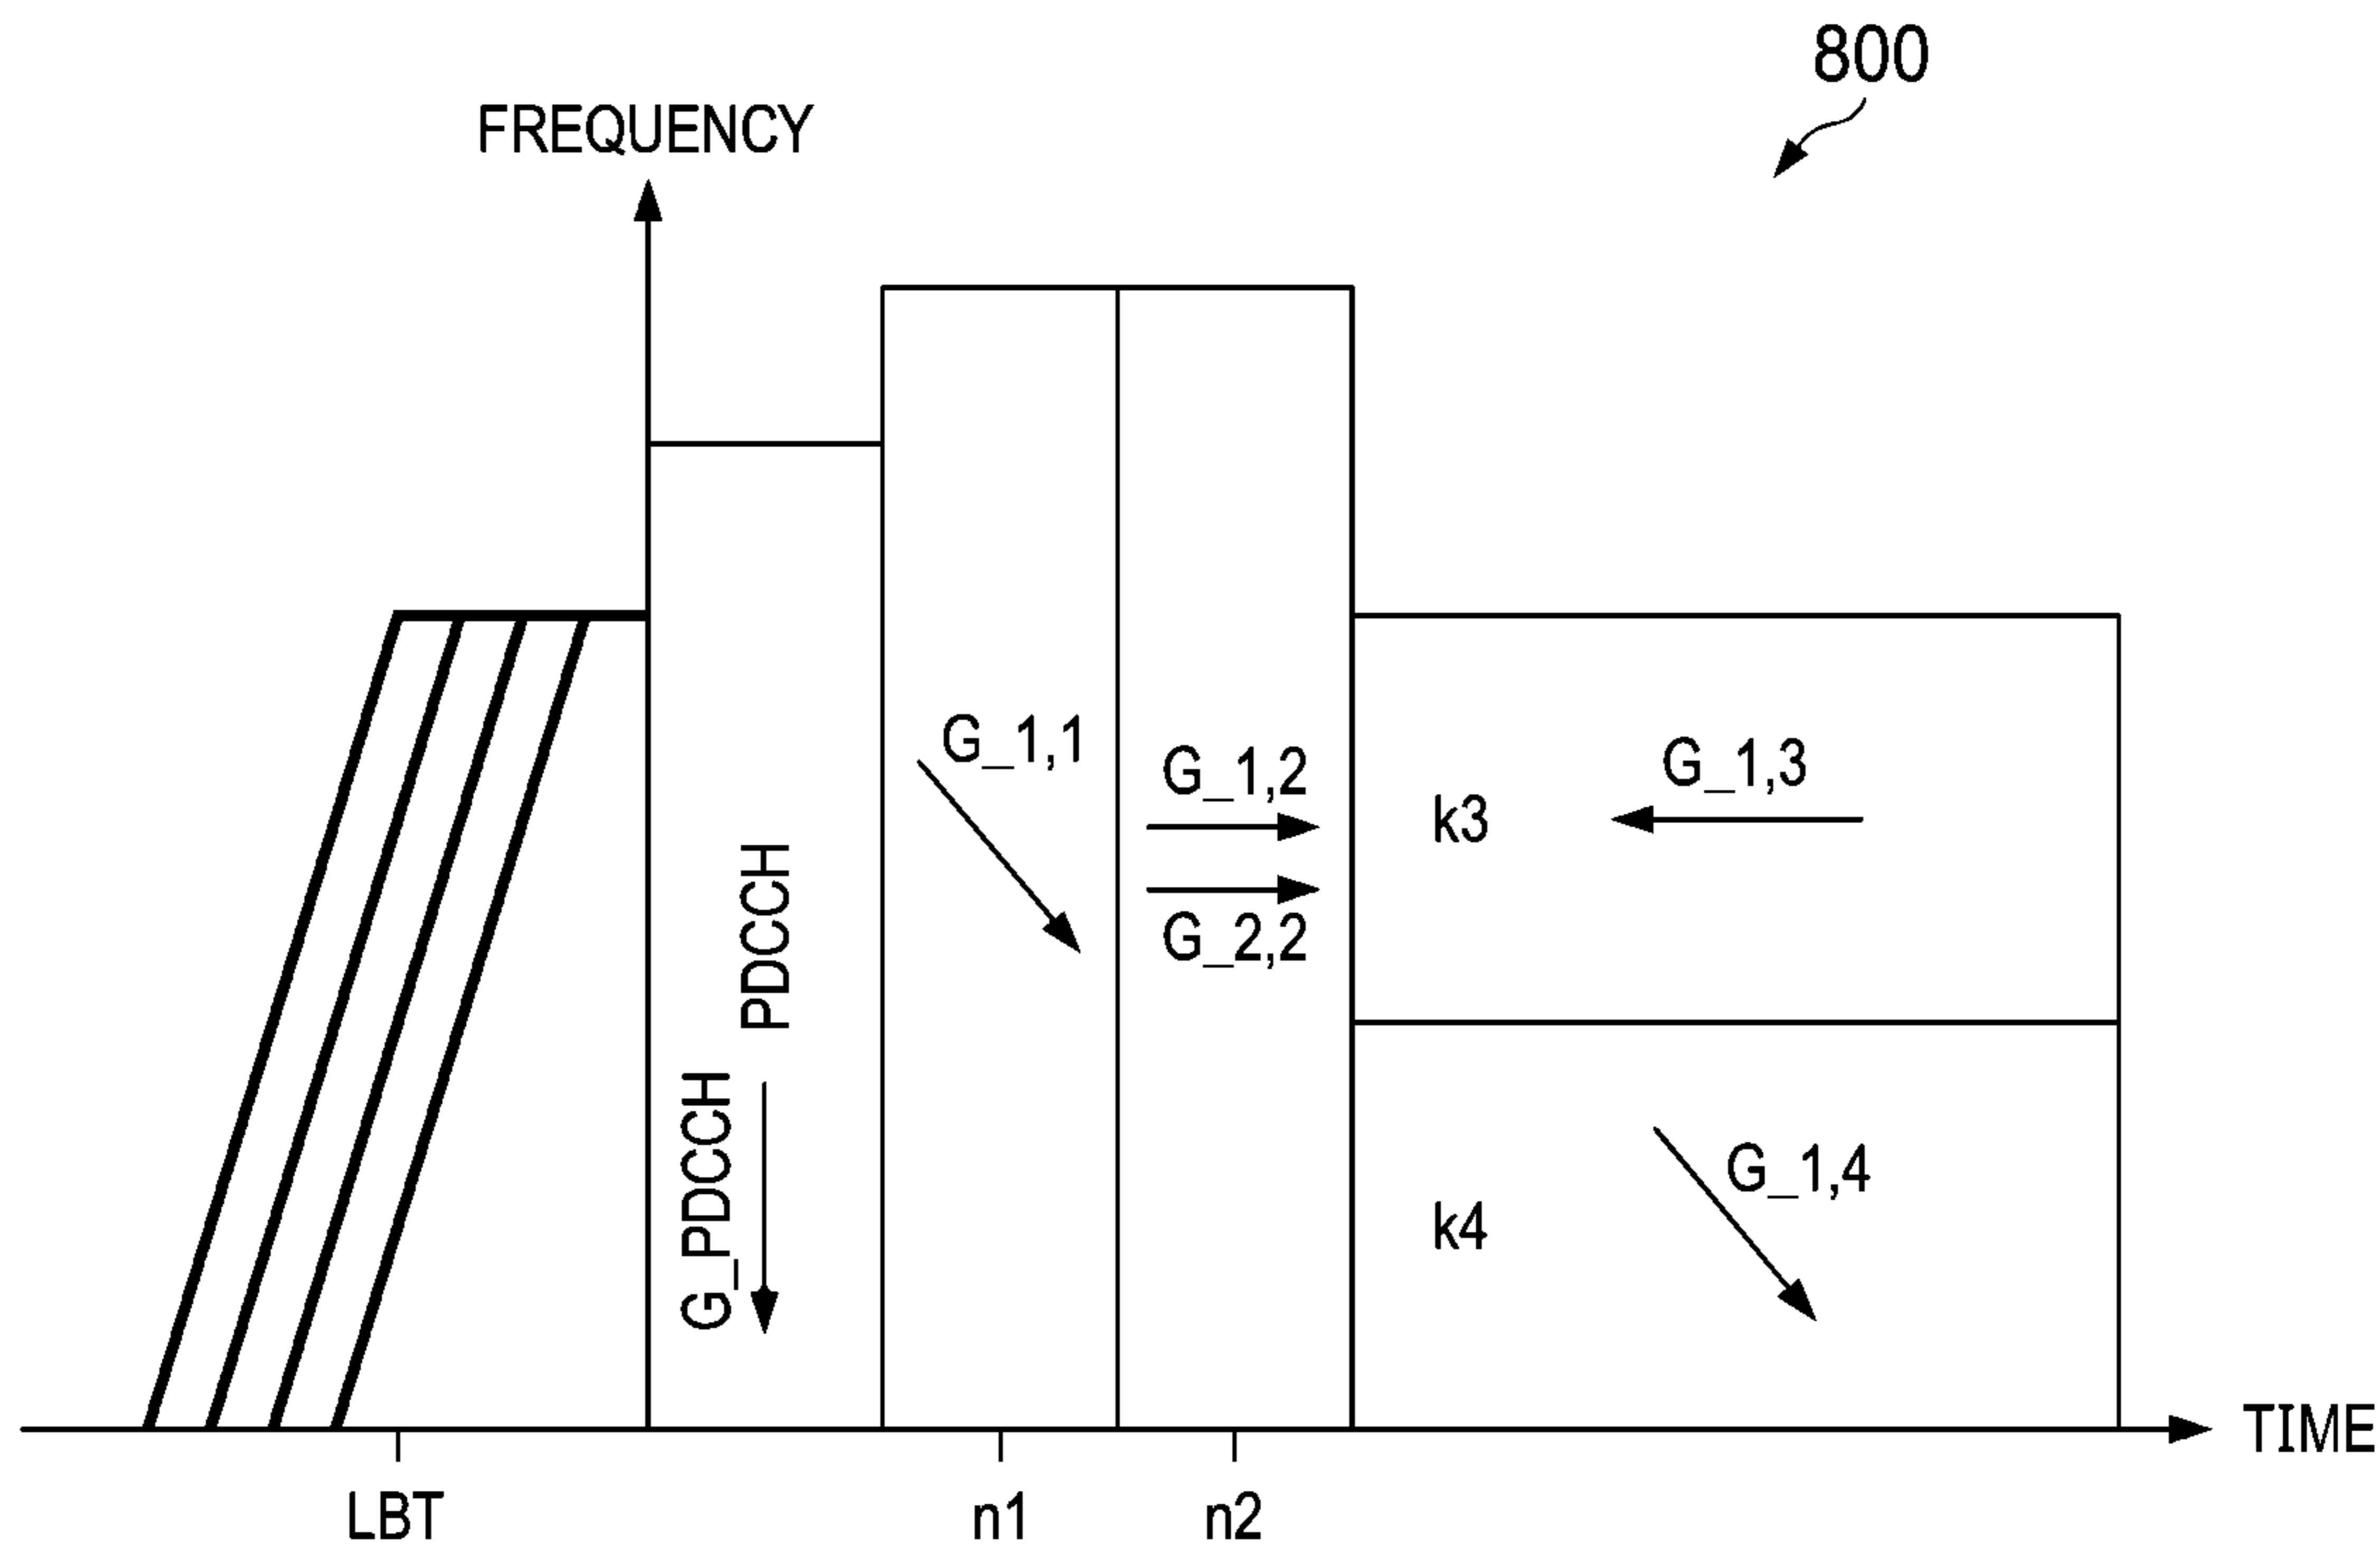 800
FREQUENCY
G_1,1
G_1,2
G_1,3
k3
PDCCH
G_2,2
G_PDCCH
G_1,4
k4
TIME
LBT
n1
n2